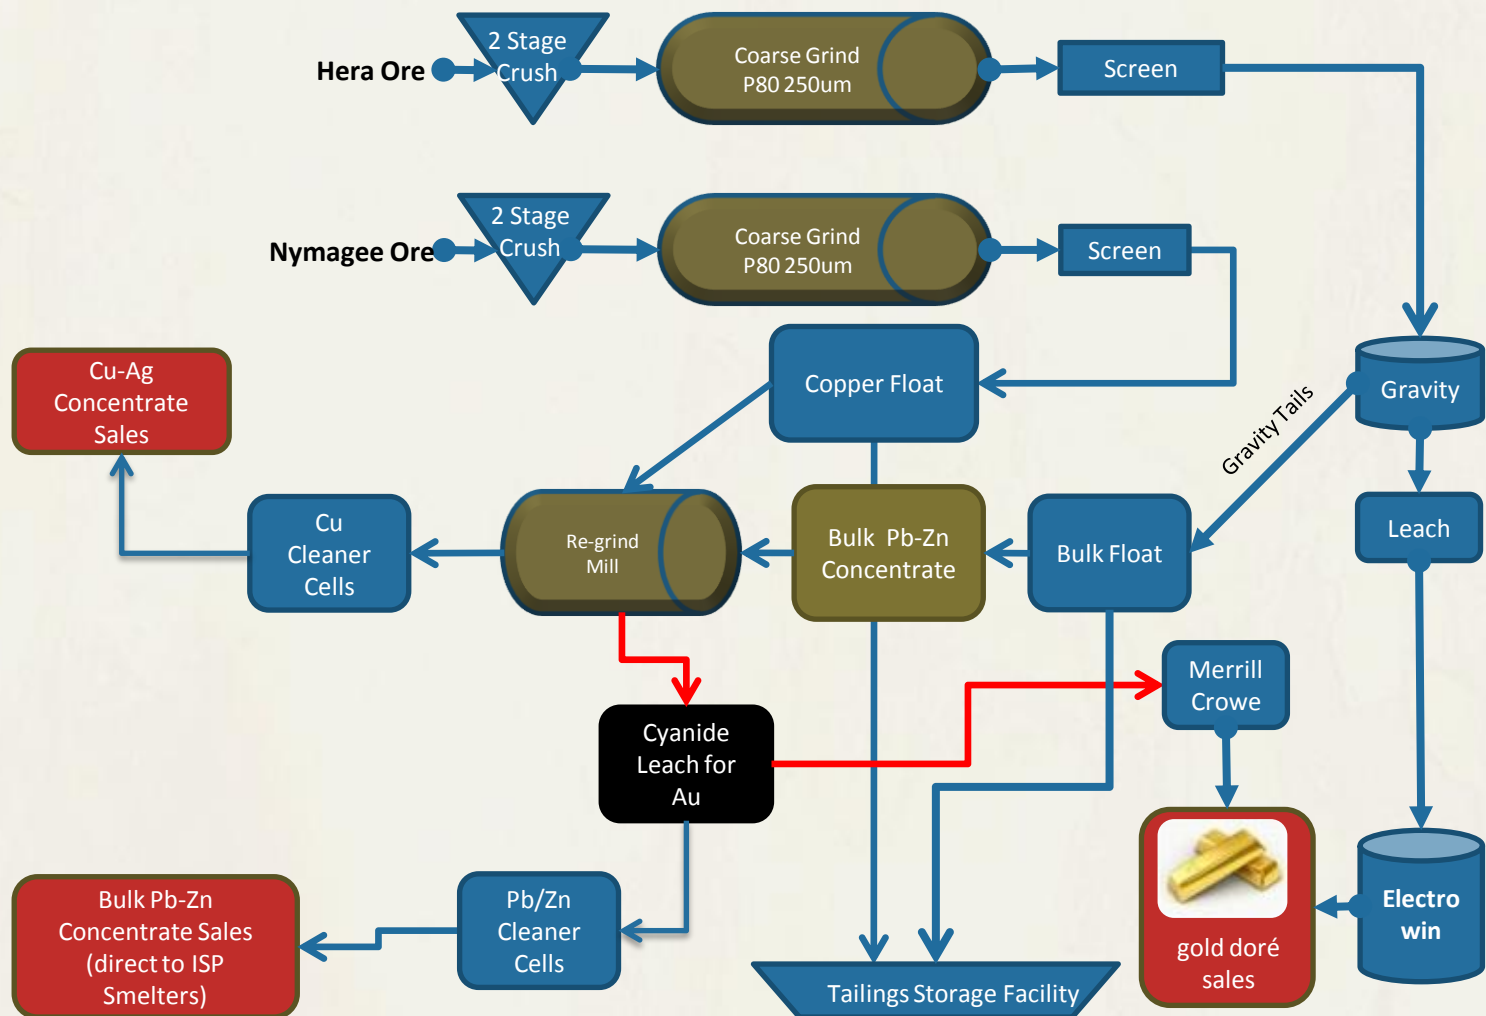 2 Stage
Crush
Hera Ore
Coarse Grind
P80 250um
Screen
2 Stage
Crush
Nymagee Ore
Coarse Grind
P80 250um
Screen
Cu-Ag
Concentrate
Sales
Copper Float
Gravity
Gravity Tails
Cu
Cleaner
Cells
Re-grind
Mill
Bulk Pb-Zn
Concentrate
Bulk Float
Leach
Merrill
Crowe
Cyanide
Leach for
Au
Bulk Pb-Zn
Concentrate Sales
(direct to ISP
Smelters)
Pb/Zn
Cleaner
Cells
Tailings Storage Facility
gold doré
sales
Electro
win